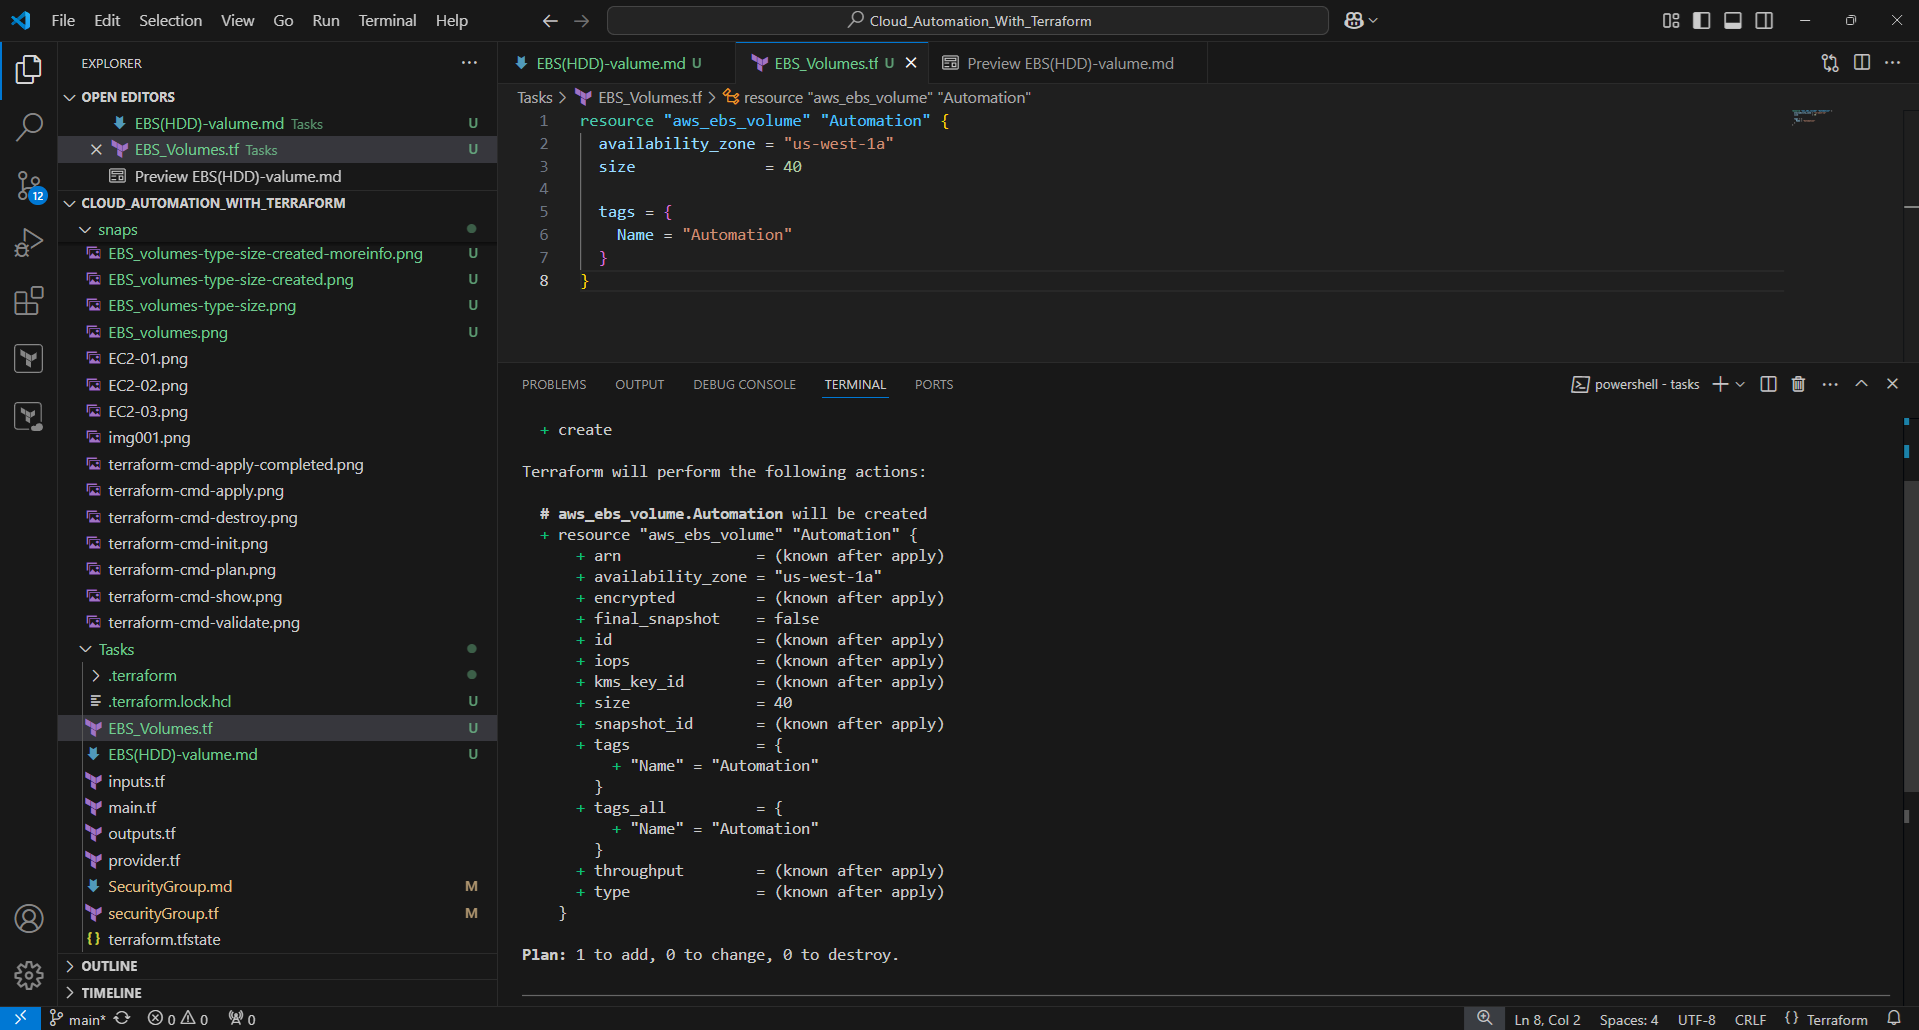 File Edit Selection View Go Run Terminal Help
Cloud_Automation_With_Terraform
EXPLORER
OPEN EDITORS
EBS(HDD)-valume.md Tasks U
EBS_Volumes.tf Tasks U
Preview EBS(HDD)-valume.md
CLOUD_AUTOMATION_WITH_TERRAFORM
snaps
EBS_volumes-type-size-created-moreinfo.png U
EBS_volumes-type-size-created.png U
EBS_volumes-type-size.png U
EBS_volumes.png U
EC2-01.png
EC2-02.png
EC2-03.png
img001.png
terraform-cmd-apply-completed.png
terraform-cmd-apply.png
terraform-cmd-destroy.png
terraform-cmd-init.png
terraform-cmd-plan.png
terraform-cmd-show.png
terraform-cmd-validate.png
Tasks
.terraform
.terraform.lock.hcl U
EBS_Volumes.tf U
EBS(HDD)-valume.md U
inputs.tf
main.tf
outputs.tf
provider.tf
SecurityGroup.md M
securityGroup.tf M
{} terraform.tfstate
OUTLINE
TIMELINE
12
EBS(HDD)-valume.md U
EBS_Volumes.tf U
Preview EBS(HDD)-valume.md
Tasks > EBS_Volumes.tf > resource "aws_ebs_volume" "Automation"
1 resource "aws_ebs_volume" "Automation" {
2 availability_zone = "us-west-1a"
3 size = 40
4
5 tags = {
6 Name = "Automation"
7 }
8 }
PROBLEMS OUTPUT DEBUG CONSOLE TERMINAL PORTS
powershell - tasks
+ create
Terraform will perform the following actions:
# aws_ebs_volume.Automation will be created
+ resource "aws_ebs_volume" "Automation" {
+ arn = (known after apply)
+ availability_zone = "us-west-1a"
+ encrypted = (known after apply)
+ final_snapshot = false
+ id = (known after apply)
+ iops = (known after apply)
+ kms_key_id = (known after apply)
+ size = 40
+ snapshot_id = (known after apply)
+ tags = {
+ "Name" = "Automation"
}
+ tags_all = {
+ "Name" = "Automation"
}
+ throughput = (known after apply)
+ type = (known after apply)
}
Plan: 1 to add, 0 to change, 0 to destroy.
main* 0 0 0
Ln 8, Col 2 Spaces: 4 UTF-8 CRLF {} Terraform